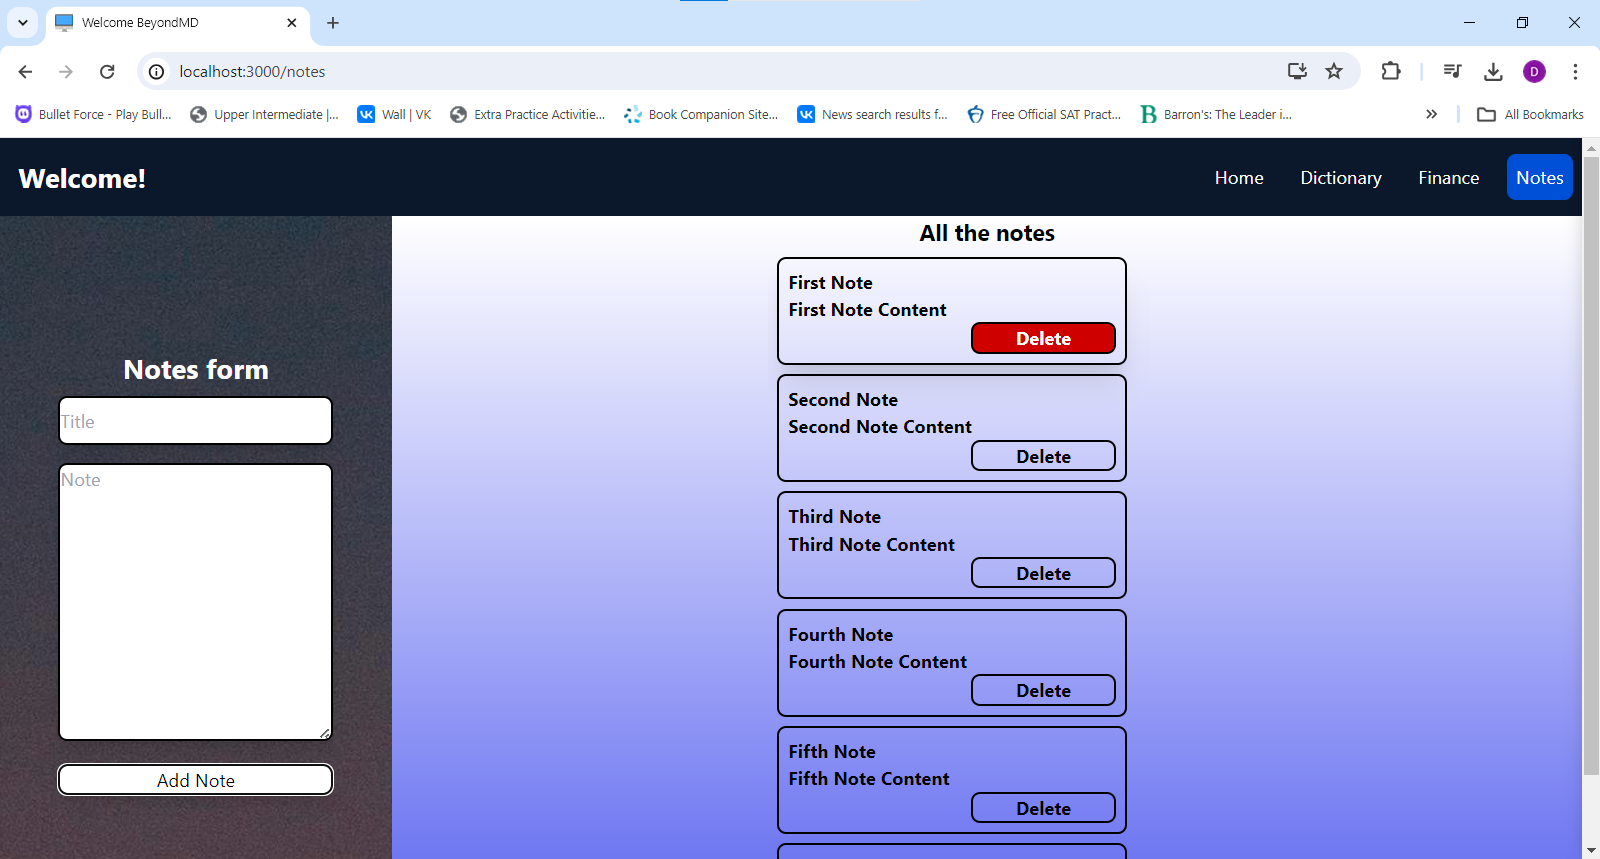 Welcome BeyondMD
localhost:3000/notes
D
Bullet Force - Play Bull...
Upper Intermediate |...
Wall | VK
Extra Practice Activitie...
Book Companion Site...
News search results f...
Free Official SAT Pract...
B
Barron's: The Leader i...
All Bookmarks
Welcome!
Home
Dictionary
Finance
Notes
Notes form
Title
Note
Add Note
All the notes
First Note
First Note Content
Delete
Second Note
Second Note Content
Delete
Third Note
Third Note Content
Delete
Fourth Note
Fourth Note Content
Delete
Fifth Note
Fifth Note Content
Delete